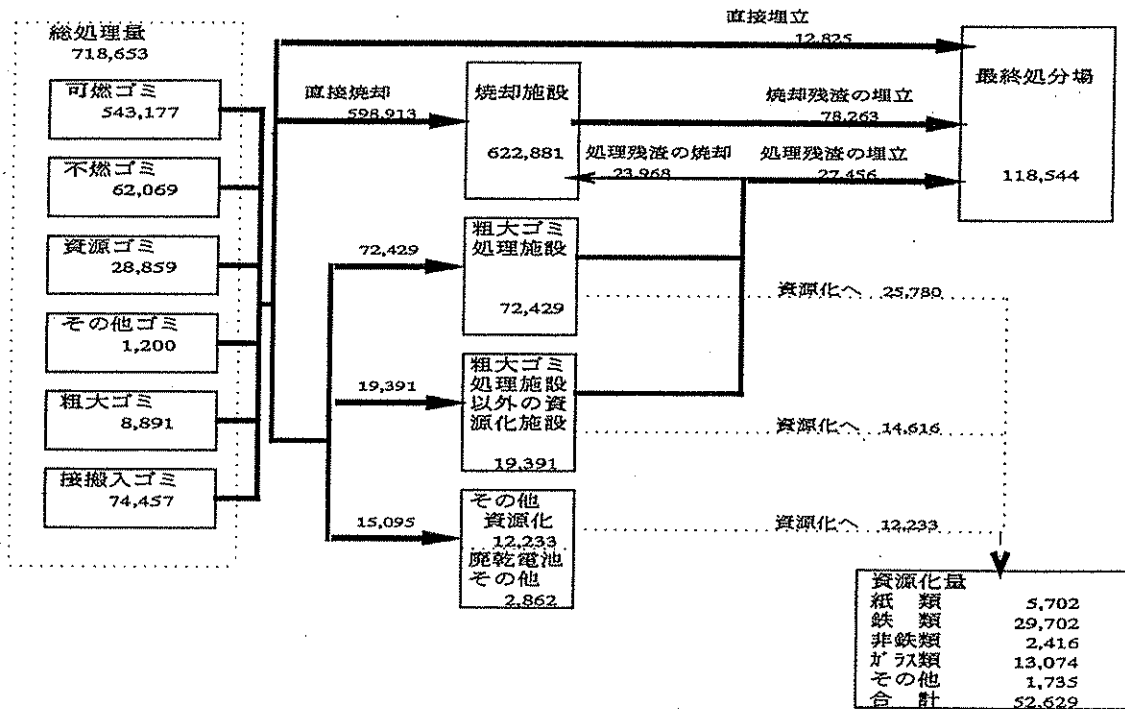 総処理量
718,653
可燃ゴミ
543,177
不燃ゴミ
62,069
資源ゴミ
28,859
その他ゴミ
1,200
粗大ゴミ
8,891
接搬入ゴミ
74,457
直接埋立
12,825
直接焼却
598,913
焼却施設
622,881
焼却残渣の埋立
78,263
処理残渣の焼却
23,968
処理残渣の埋立
27,456
最終処分場
118,544
72,429
粗大ゴミ
処理施設
72,429
資源化へ 25,780
19,391
粗大ゴミ
処理施設
以外の資
源化施設
19,391
資源化へ 14,616
15,095
その他
資源化
12,233
廃乾電池
その他
2,862
資源化へ 12,233
資源化量
紙 類 5,702
鉄 類 29,702
非鉄類 2,416
ガラス類 13,074
その他 1,735
合 計 52,629